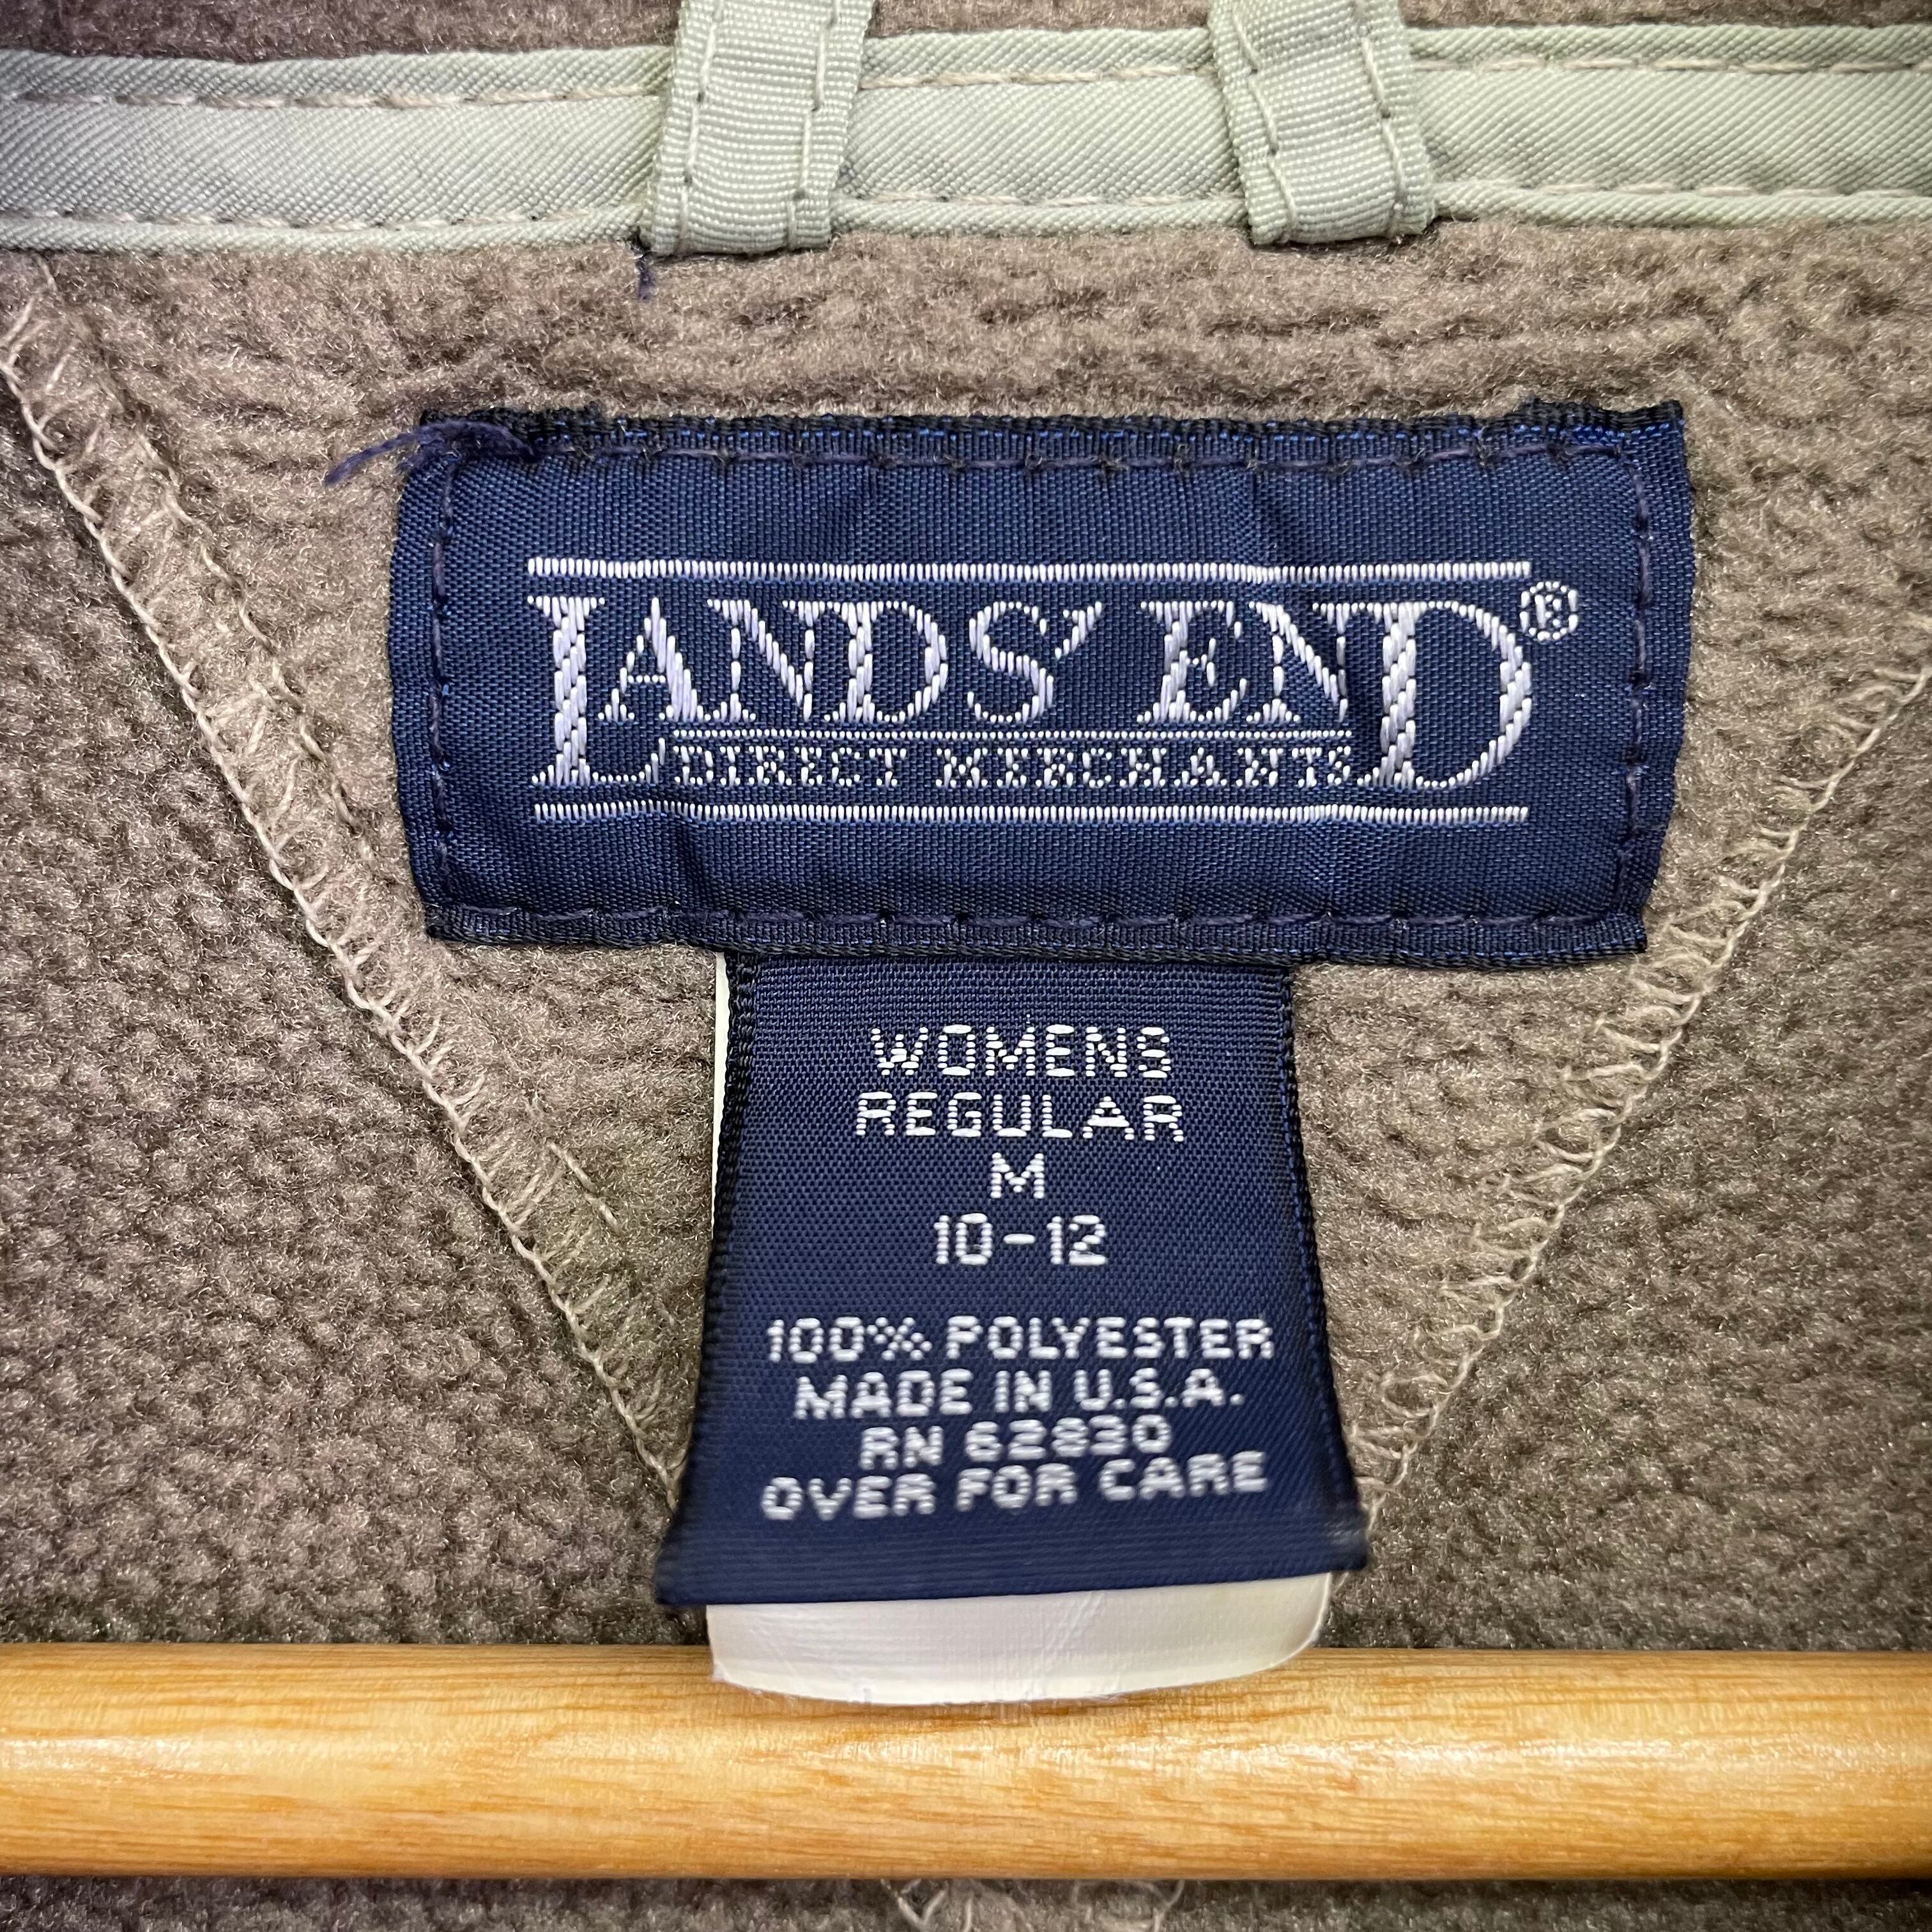 LANDS' END®
DIRECT MERCHANTS
WOMENS
REGULAR
M
10-12
100% POLYESTER
MADE IN U.S.A.
RN 62830
OVER FOR CARE